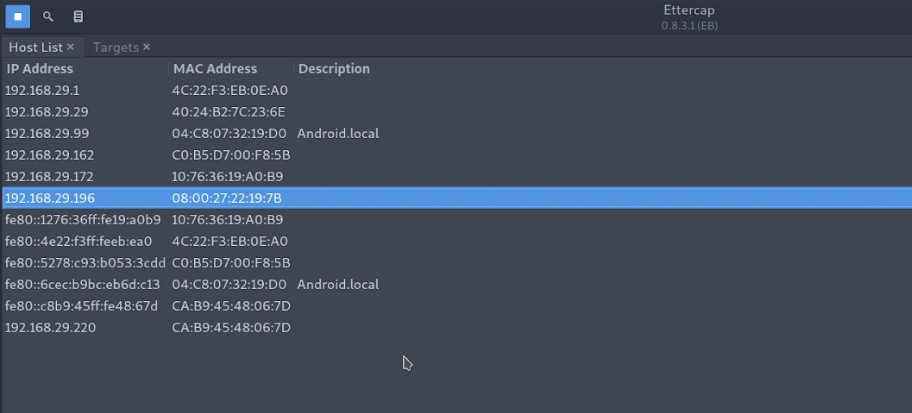 Ettercap
0.8.3.1 (EB)
Host List × Targets ×
IP Address MAC Address Description
192.168.29.1 4C:22:F3:EB:0E:A0
192.168.29.29 40:24:B2:7C:23:6E
192.168.29.99 04:C8:07:32:19:D0 Android.local
192.168.29.162 C0:B5:D7:00:F8:5B
192.168.29.172 10:76:36:19:A0:B9
192.168.29.196 08:00:27:22:19:7B
fe80::1276:36ff:fe19:a0b9 10:76:36:19:A0:B9
fe80::4e22:f3ff:feeb:ea0 4C:22:F3:EB:0E:A0
fe80::5278:c93:b053:3cdd C0:B5:D7:00:F8:5B
fe80::6cec:b9bc:eb6d:c13 04:C8:07:32:19:D0 Android.local
fe80::c8b9:45ff:fe48:67d CA:B9:45:48:06:7D
192.168.29.220 CA:B9:45:48:06:7D